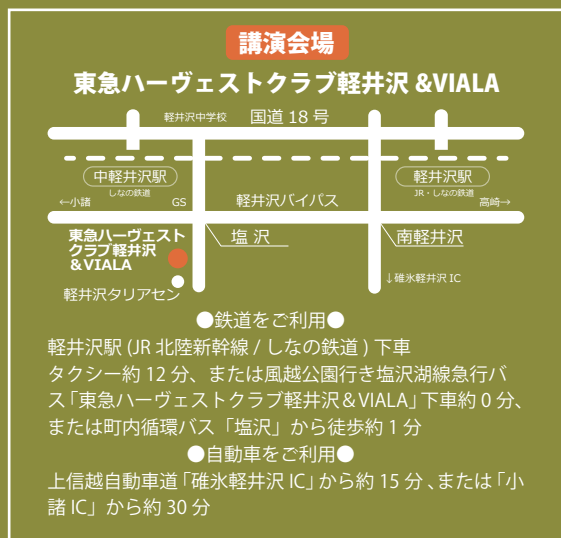 講演会場
東急ハーヴェストクラブ軽井沢 &VIALA
軽井沢中学校
国道 18 号
中軽井沢駅
しなの鉄道
軽井沢駅
JR・しなの鉄道
←小諸
GS
軽井沢バイパス
高崎→
東急ハーヴェスト
クラブ軽井沢
&VIALA
塩 沢
南軽井沢
軽井沢タリアセン
↓碓氷軽井沢 IC
●鉄道をご利用●
軽井沢駅 (JR 北陸新幹線 / しなの鉄道 ) 下車
タクシー約 12 分、または風越公園行き塩沢湖線急行バ
ス「東急ハーヴェストクラブ軽井沢&VIALA」下車約 0 分、
または町内循環バス「塩沢」から徒歩約 1 分
●自動車をご利用●
上信越自動車道「碓氷軽井沢 IC」から約 15 分 、または「小
諸 IC」から約 30 分